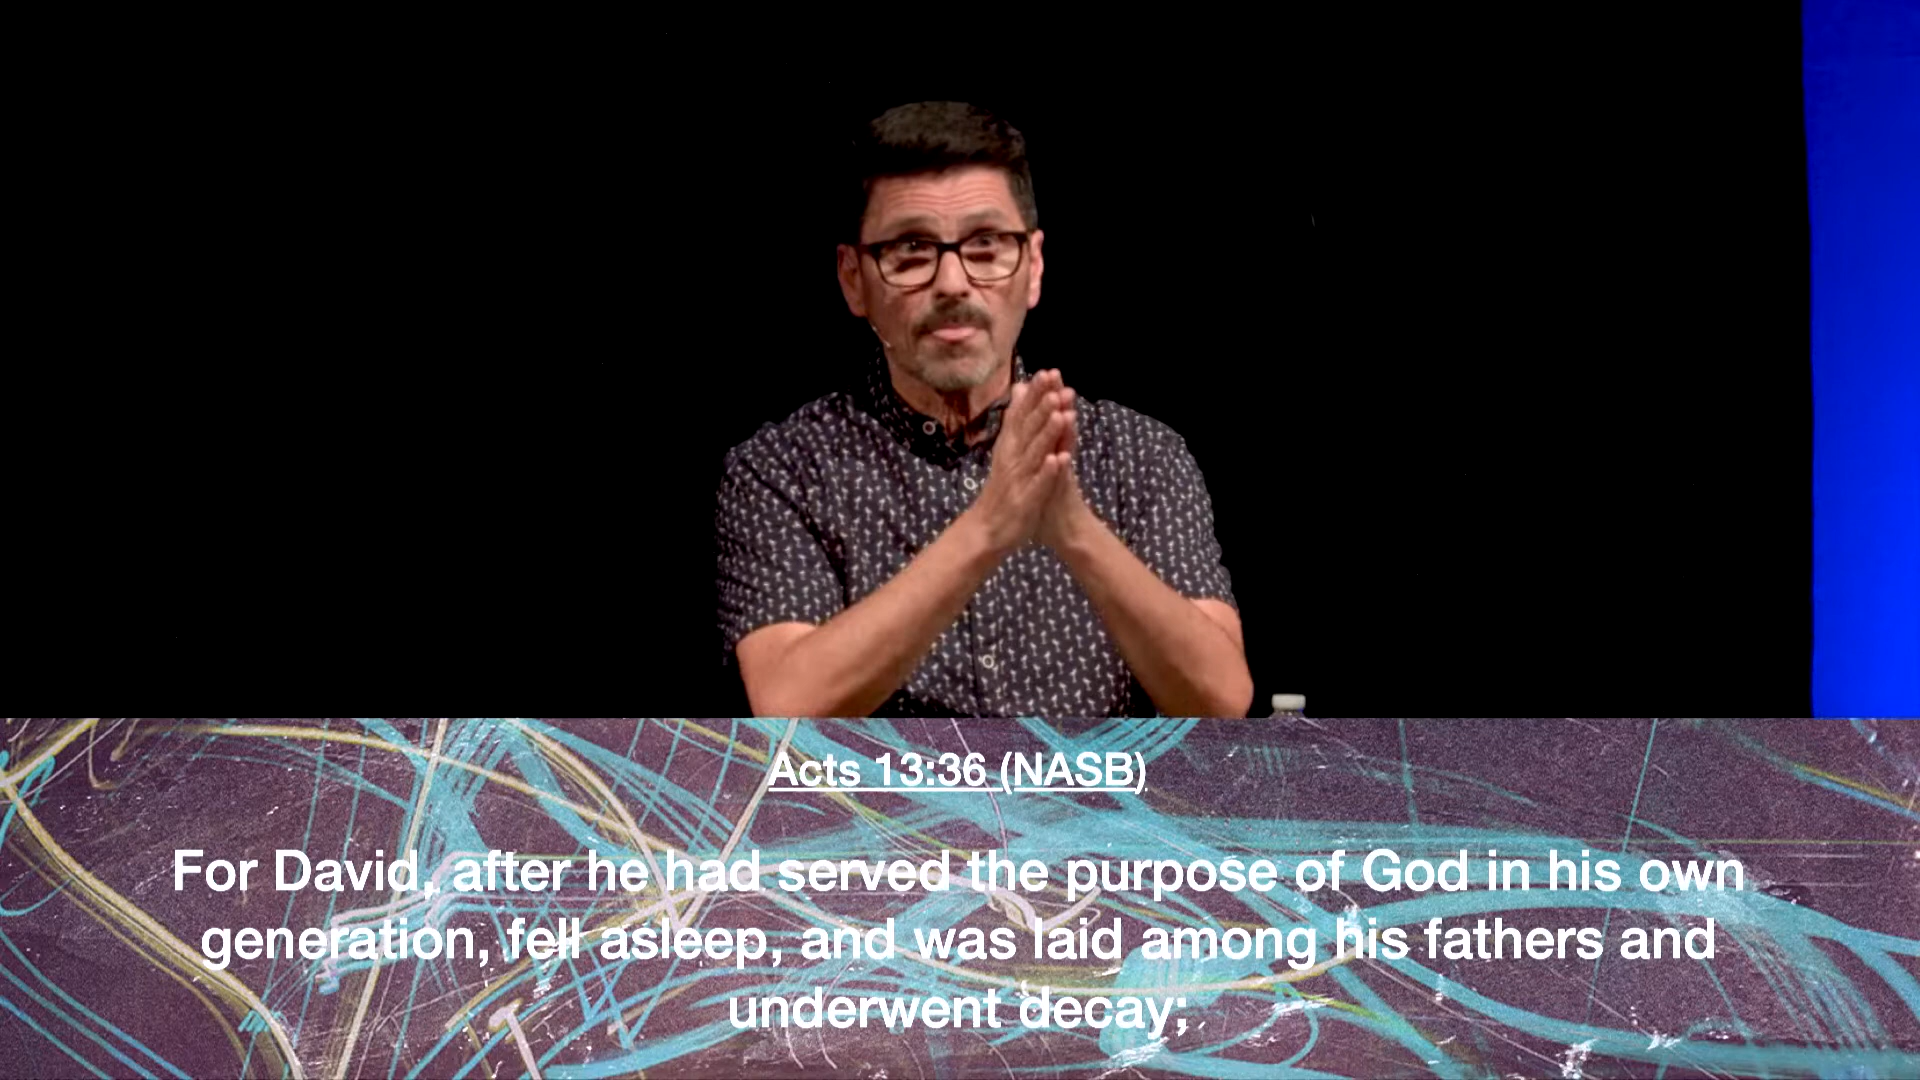 Acts 13:36 (NASB)
For David, after he had served the purpose of God in his own
generation, fell asleep, and was laid among his fathers and
underwent decay;